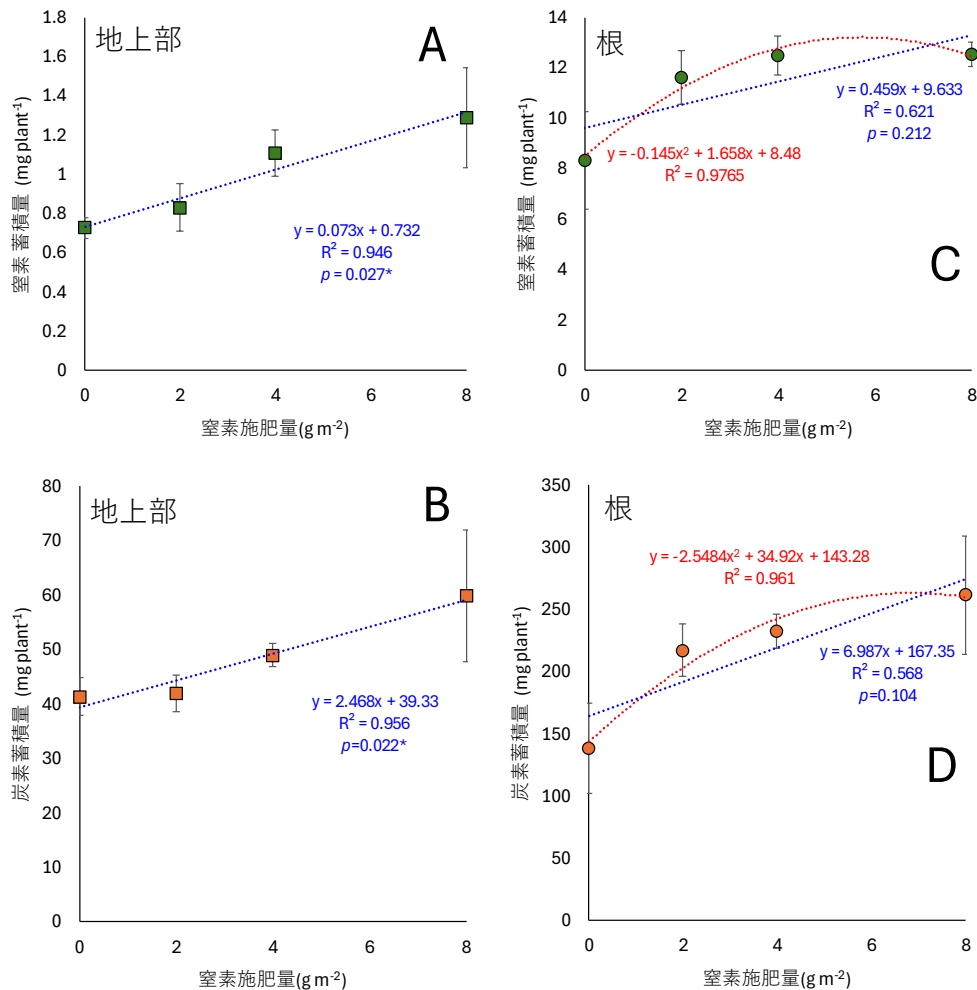 地上部
A
窒素 蓄積量 (mg plant⁻¹)
1.8
1.6
1.4
1.2
1
0.8
0.6
0.4
0.2
0
y = 0.073x + 0.732
R² = 0.946
p = 0.027*
0 2 4 6 8
窒素施肥量(g m⁻²)
根
C
窒素蓄積量 (mg plant⁻¹)
14
12
10
8
6
4
2
0
y = 0.459x + 9.633
R² = 0.621
p = 0.212
y = -0.145x² + 1.658x + 8.48
R² = 0.9765
0 2 4 6 8
窒素施肥量(g m⁻²)
地上部
B
炭素蓄積量 (mg plant⁻¹)
80
70
60
50
40
30
20
10
0
y = 2.468x + 39.33
R² = 0.956
p=0.022*
0 2 4 6 8
窒素施肥量(g m⁻²)
根
D
炭素蓄積量 (mg plant⁻¹)
350
300
250
200
150
100
50
0
y = -2.5484x² + 34.92x + 143.28
R² = 0.961
y = 6.987x + 167.35
R² = 0.568
p=0.104
0 2 4 6 8
窒素施肥量(g m⁻²)